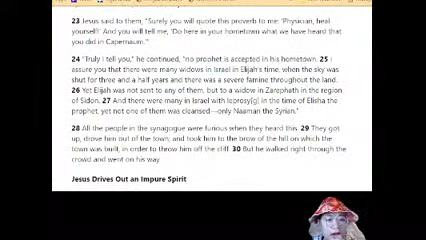 23 Jesus said to them, "Surely you will quote this proverb to me: 'Physician, heal
yourself!' And you will tell me, 'Do here in your hometown what we have heard that
you did in Capernaum.'"
24 "Truly I tell you," he continued, "no prophet is accepted in his hometown. 25 I
assure you that there were many widows in Israel in Elijah's time, when the sky was
shut for three and a half years and there was a severe famine throughout the land.
26 Yet Elijah was not sent to any of them, but to a widow in Zarephath in the region
of Sidon. 27 And there were many in Israel with leprosy[g] in the time of Elisha the
prophet, yet not one of them was cleansed—only Naaman the Syrian."
28 All the people in the synagogue were furious when they heard this. 29 They got
up, drove him out of the town, and took him to the brow of the hill on which the
town was built, in order to throw him off the cliff. 30 But he walked right through the
crowd and went on his way.
Jesus Drives Out an Impure Spirit